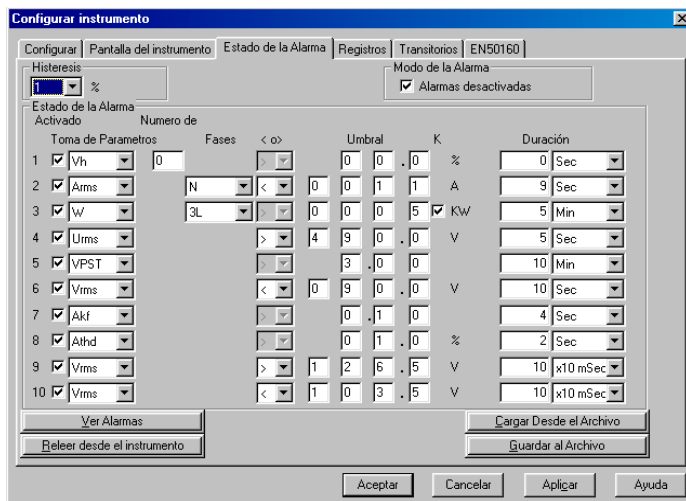 Configurar instrumento
Configurar Pantalla del instrumento Estado de la Alarma Registros Transitorios EN50160
Histeresis Modo de la Alarma
1 % Alarmas desactivadas
Estado de la Alarma
Activado Numero de
Toma de Parametros Fases < o> Umbral K Duración
1 Vh 0 > 0 0 . 0 % 0 Sec
2 Arms N < 0 0 1 1 A 9 Sec
3 W 3L > 0 0 0 5 KW 5 Min
4 Urms > 4 9 0 . 0 V 5 Sec
5 VPST > 3 . 0 0 10 Min
6 Vrms < 0 9 0 . 0 V 10 Sec
7 Akf > 0 . 1 0 4 Sec
8 Athd > 0 1 . 0 % 2 Sec
9 Vrms > 1 2 6 . 5 V 10 x10 mSec
10 Vrms < 1 0 3 . 5 V 10 x10 mSec
Ver Alarmas Cargar Desde el Archivo
Releer desde el instrumento Guardar al Archivo
Aceptar Cancelar Aplicar Ayuda